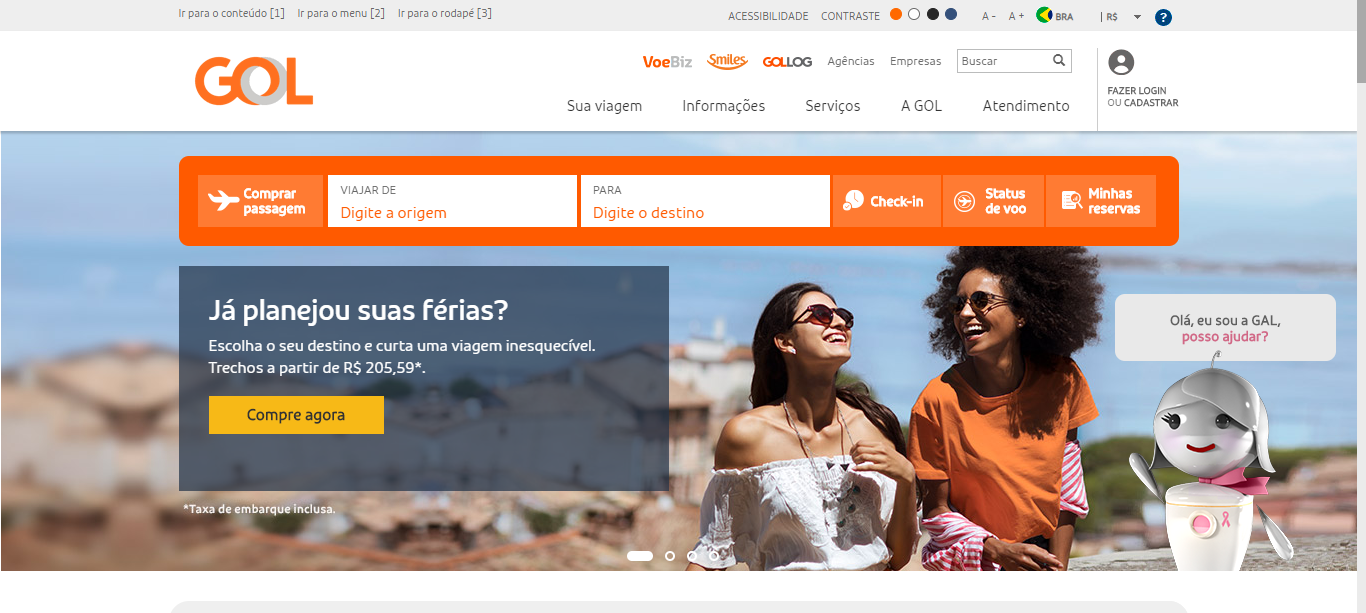 Ir para o conteúdo [1] Ir para o menu [2] Ir para o rodapé [3] ACESSIBILIDADE CONTRASTE A - A + BRA | R$ ?
GOL
VoeBiz Smiles GOLLOG Agências Empresas Buscar
Sua viagem Informações Serviços A GOL Atendimento
FAZER LOGIN
OU CADASTRAR
Comprar
passagem
VIAJAR DE
Digite a origem
PARA
Digite o destino
Check-in
Status
de voo
Minhas
reservas
Já planejou suas férias?
Escolha o seu destino e curta uma viagem inesquecível.
Trechos a partir de R$ 205,59*.
Compre agora
*Taxa de embarque inclusa.
Olá, eu sou a GAL,
posso ajudar?